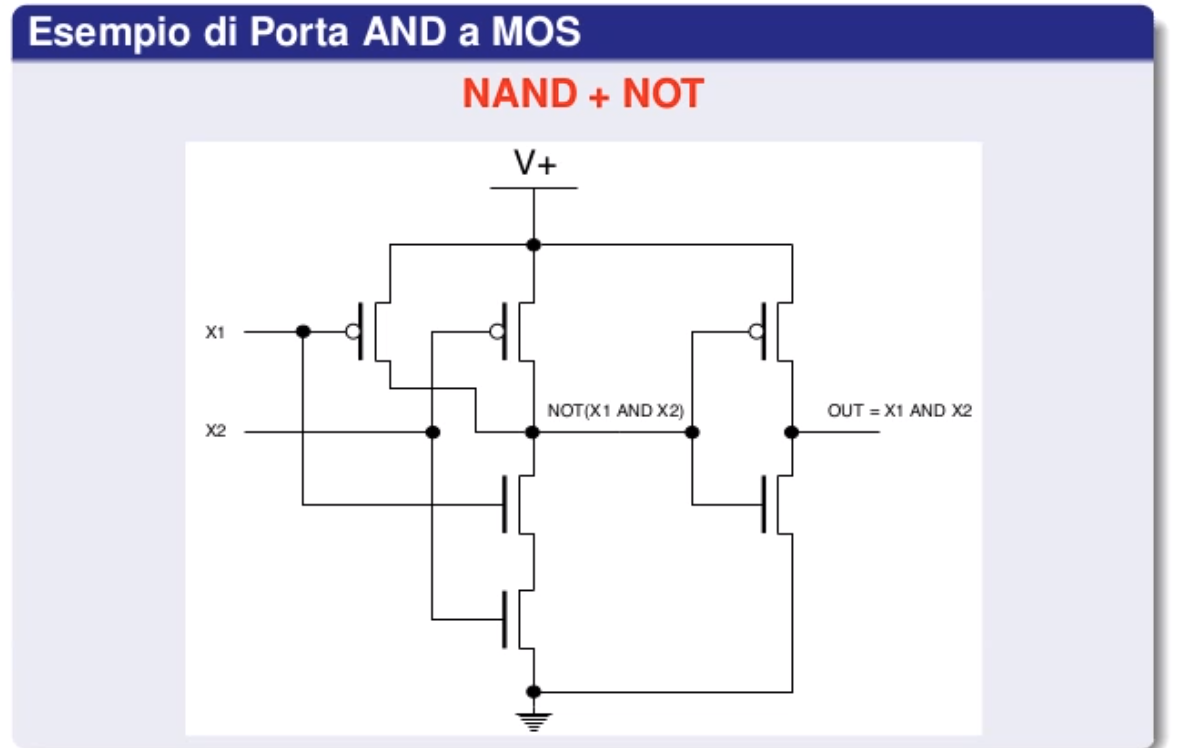 Esempio di Porta AND a MOS
NAND + NOT
V+
X1
NOT(X1 AND X2)
OUT = X1 AND X2
X2